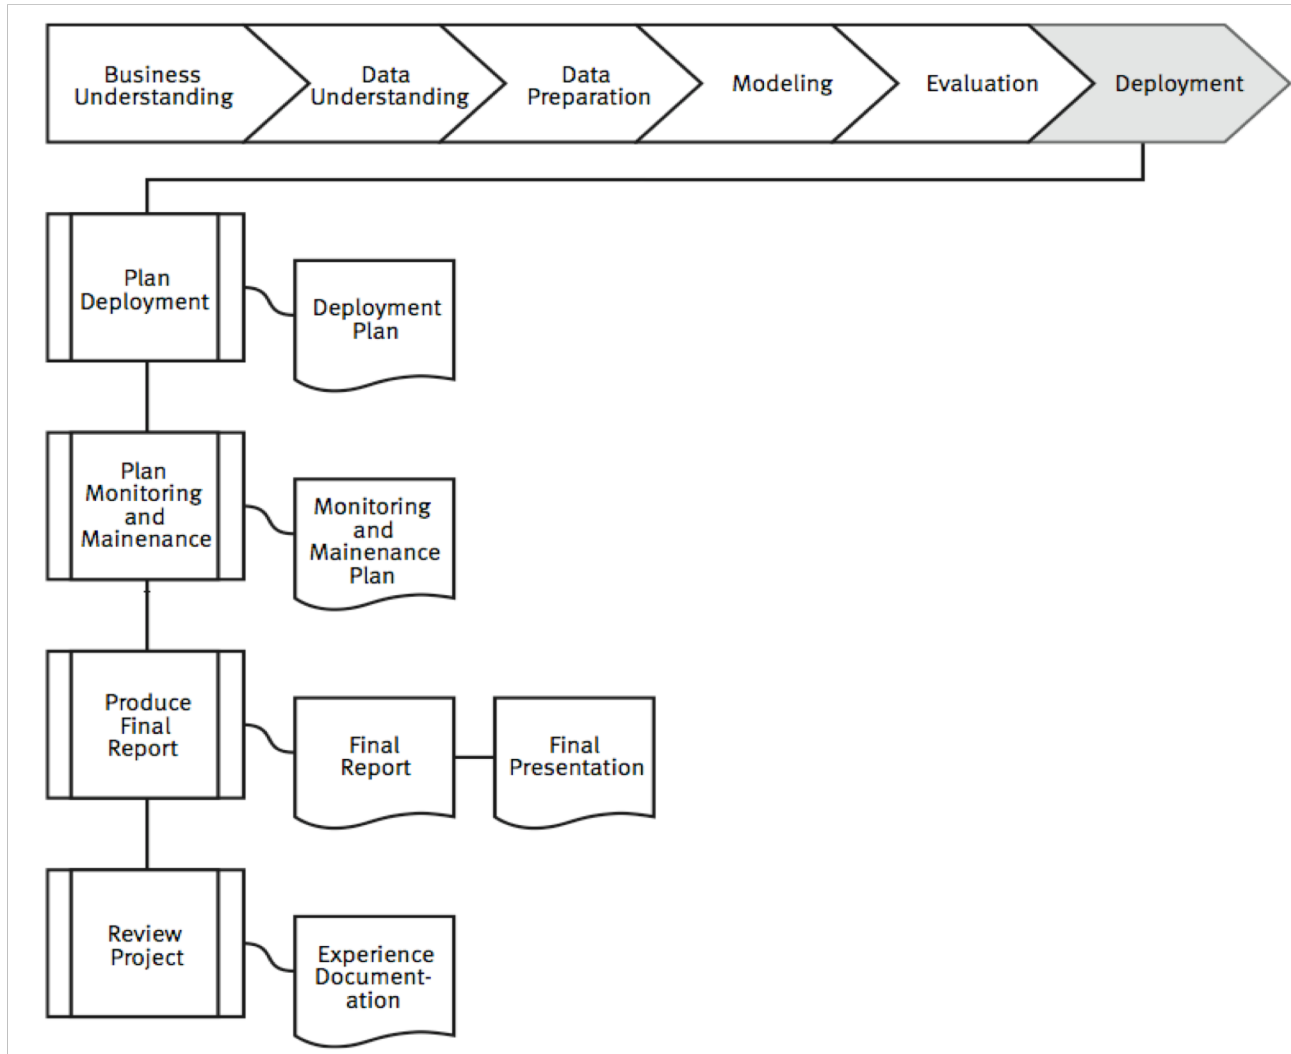 Business
Understanding
Data
Understanding
Data
Preparation
Modeling
Evaluation
Deployment
Plan
Deployment
Deployment
Plan
Plan
Monitoring
and
Mainenance
Monitoring
and
Mainenance
Plan
Produce
Final
Report
Final
Report
Final
Presentation
Review
Project
Experience
Document-
ation